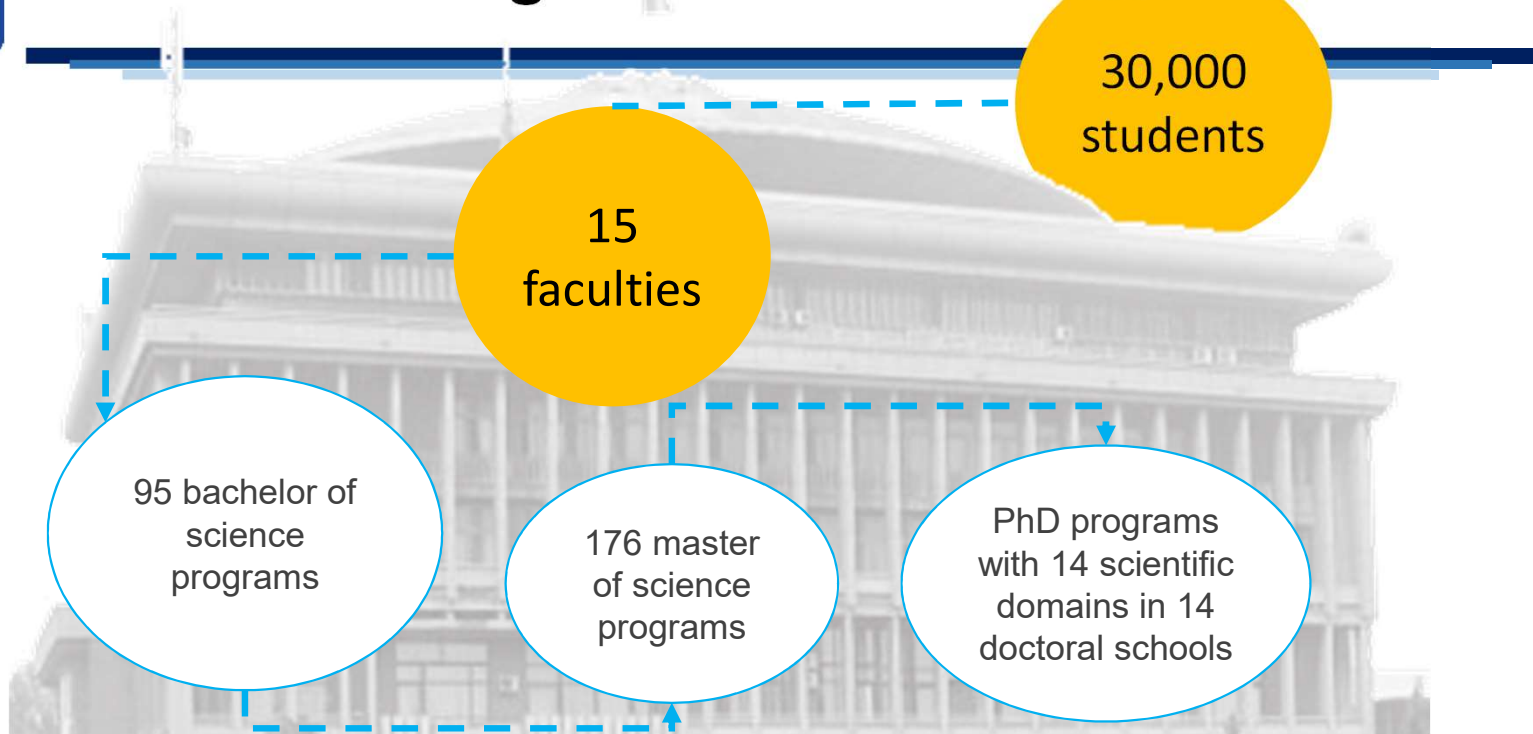 30,000
students
15
faculties
95 bachelor of
science
programs
176 master
of science
programs
PhD programs
with 14 scientific
domains in 14
doctoral schools